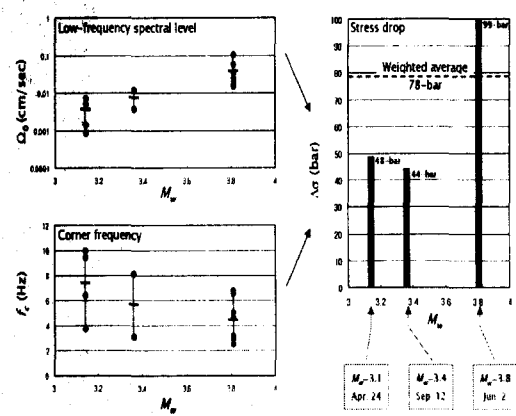 Low-frequency spectral level
Ω₀ (cm/sec)
1
0.1
0.01
0.001
0.0001
3 3.2 3.4 3.6 3.8 4
Mw
Corner frequency
fc (Hz)
12
10
8
6
4
2
0
3 3.2 3.4 3.6 3.8 4
Mw
Stress drop
Δσ (bar)
100
90
80
70
60
50
40
30
20
10
0
99-bar
Weighted average
78-bar
48-bar
44-bar
3 3.2 3.4 3.6 3.8 4
Mw
Mw-3.1
Apr. 24
Mw-3.4
Sep. 12
Mw-3.8
Jun. 2